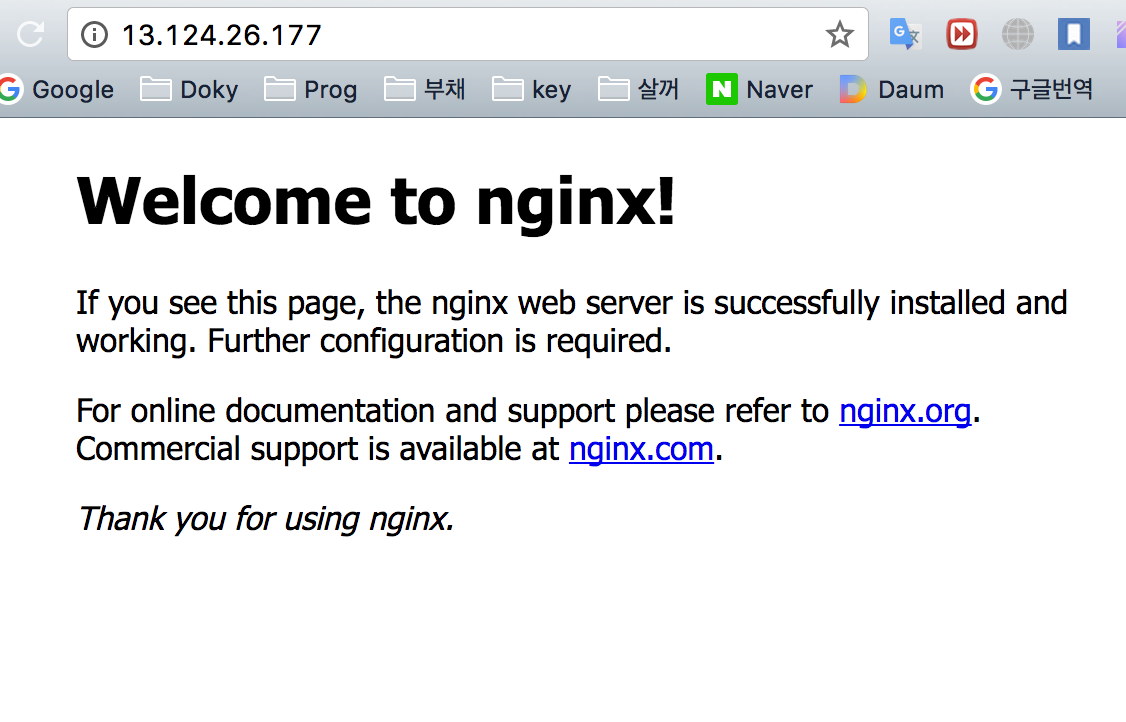 13.124.26.177
Google Doky Prog 부채 key 살꺼 N Naver Daum G 구글번역
Welcome to nginx!
If you see this page, the nginx web server is successfully installed and
working. Further configuration is required.
For online documentation and support please refer to nginx.org.
Commercial support is available at nginx.com.
Thank you for using nginx.